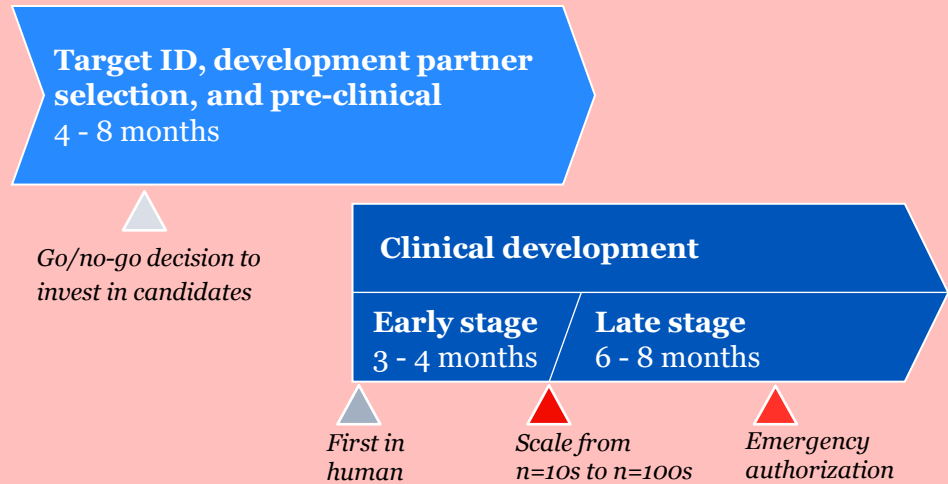 Target ID, development partner
selection, and pre-clinical
4 - 8 months
Go/no-go decision to
invest in candidates
Clinical development
Early stage
3 - 4 months
Late stage
6 - 8 months
First in
human
Scale from
n=10s to n=100s
Emergency
authorization